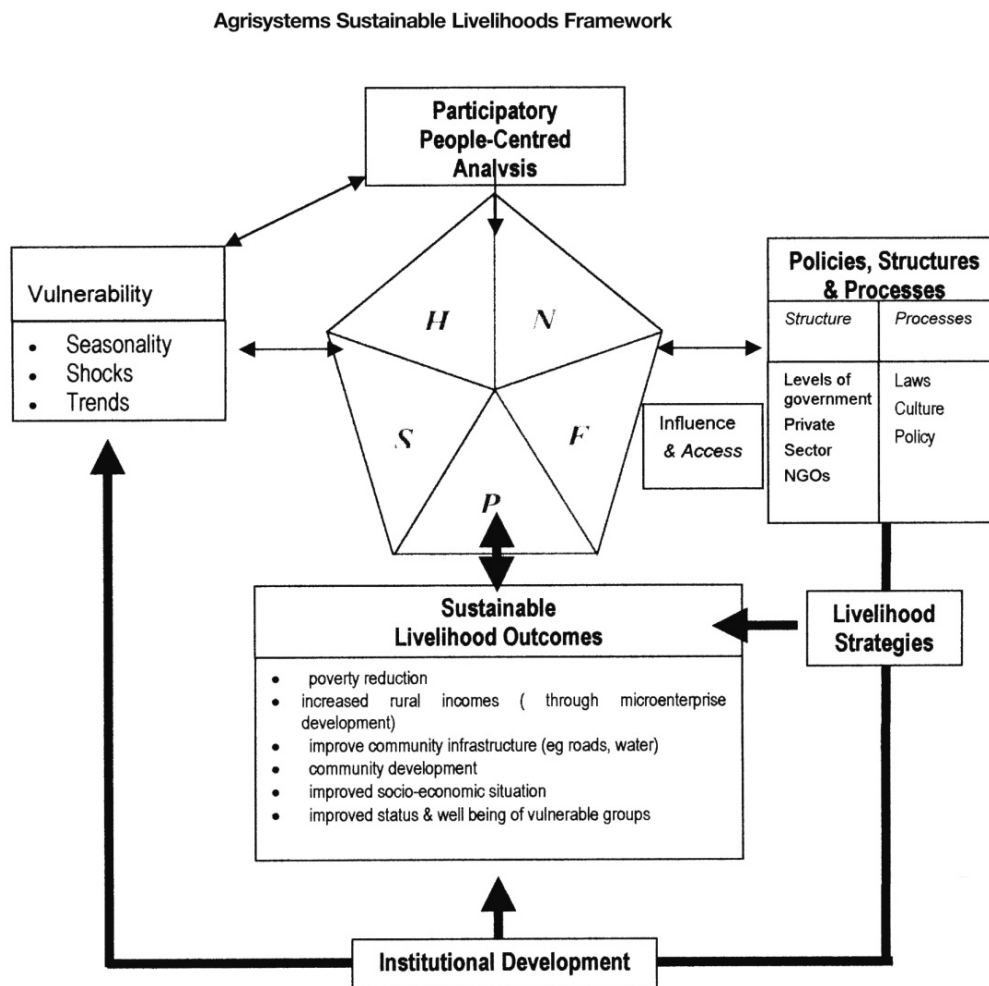 Agrisystems Sustainable Livelihoods Framework
Participatory
People-Centred
Analysis
Vulnerability
• Seasonality
• Shocks
• Trends
H
N
S
F
P
Policies, Structures
& Processes
Structure
Processes
Levels of
government
Private
Sector
NGOs
Laws
Culture
Policy
Influence
& Access
Sustainable
Livelihood Outcomes
• poverty reduction
• increased rural incomes ( through microenterprise
development)
• improve community infrastructure (eg roads, water)
• community development
• improved socio-economic situation
• improved status & well being of vulnerable groups
Livelihood
Strategies
Institutional Development